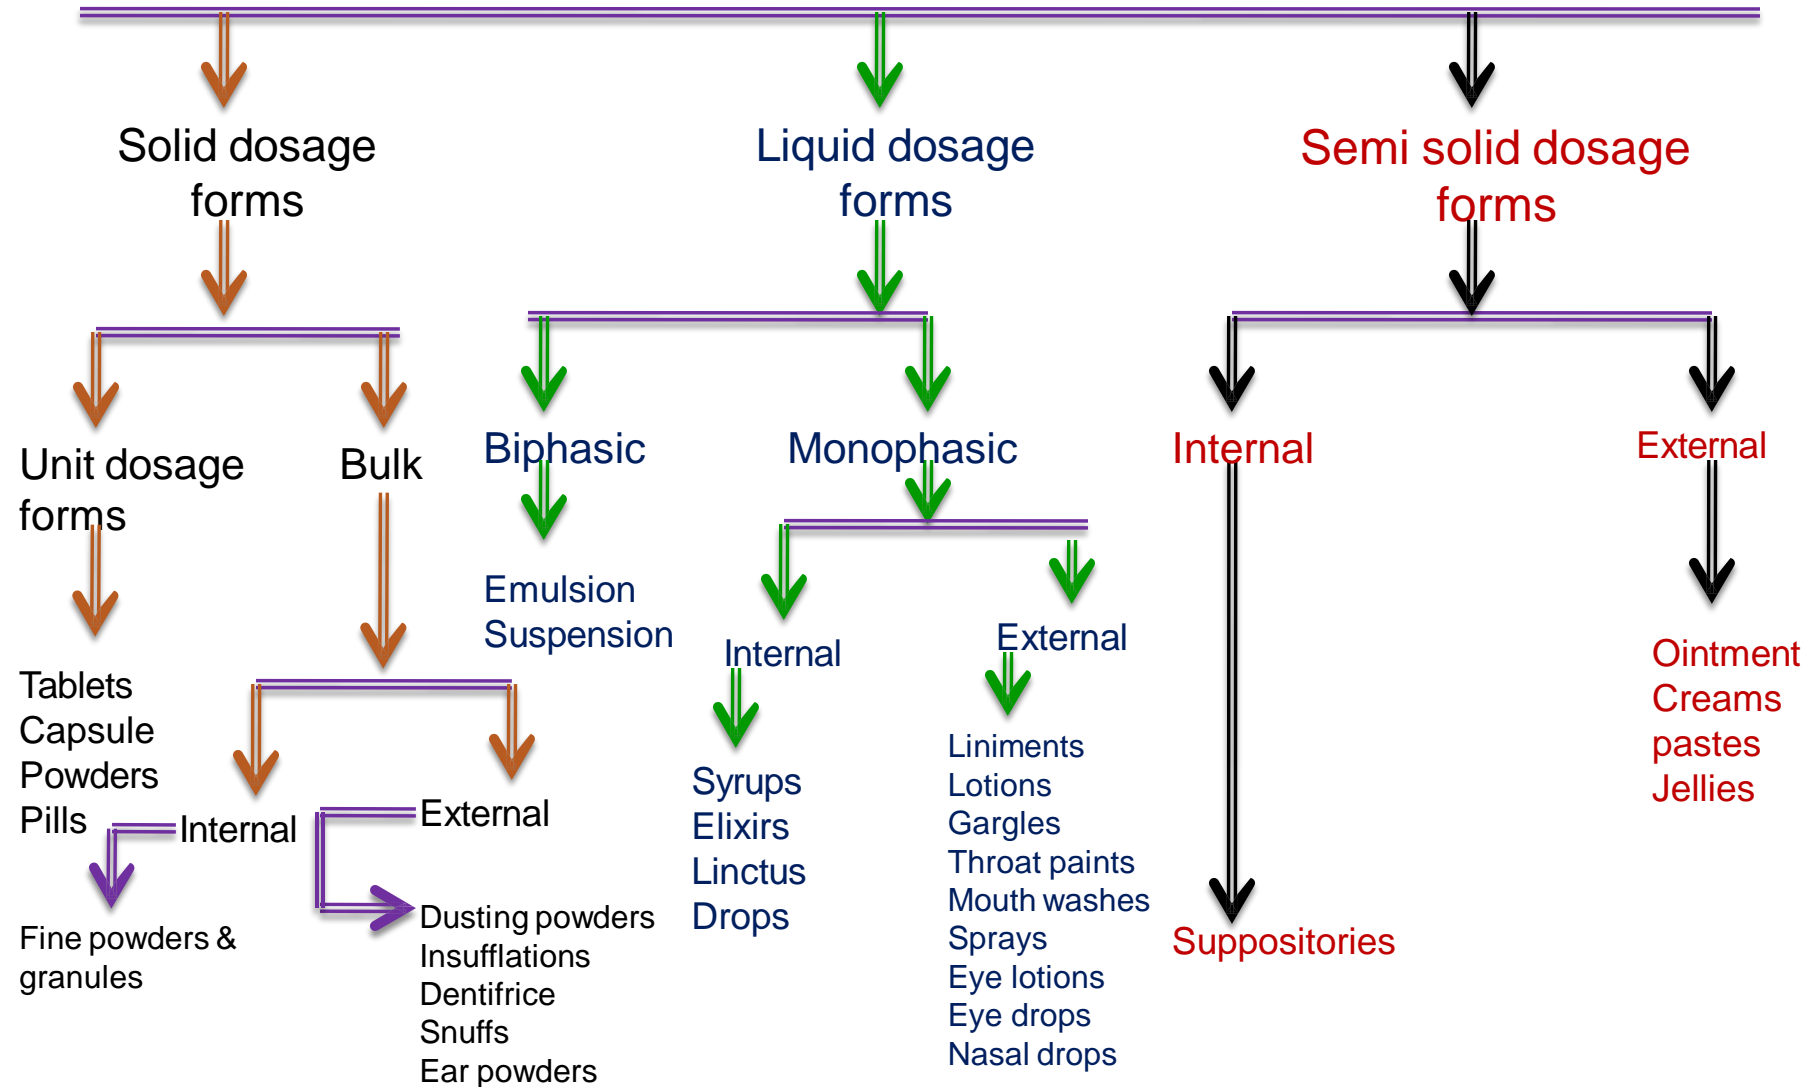 Solid dosage
forms
Liquid dosage
forms
Semi solid dosage
forms
Unit dosage
forms
Bulk
Biphasic
Monophasic
Internal
External
Tablets
Capsule
Powders
Pills
Internal
External
Fine powders &
granules
Dusting powders
Insufflations
Dentifrice
Snuffs
Ear powders
Emulsion
Suspension
Internal
External
Syrups
Elixirs
Linctus
Drops
Liniments
Lotions
Gargles
Throat paints
Mouth washes
Sprays
Eye lotions
Eye drops
Nasal drops
Suppositories
Ointment
Creams
pastes
Jellies